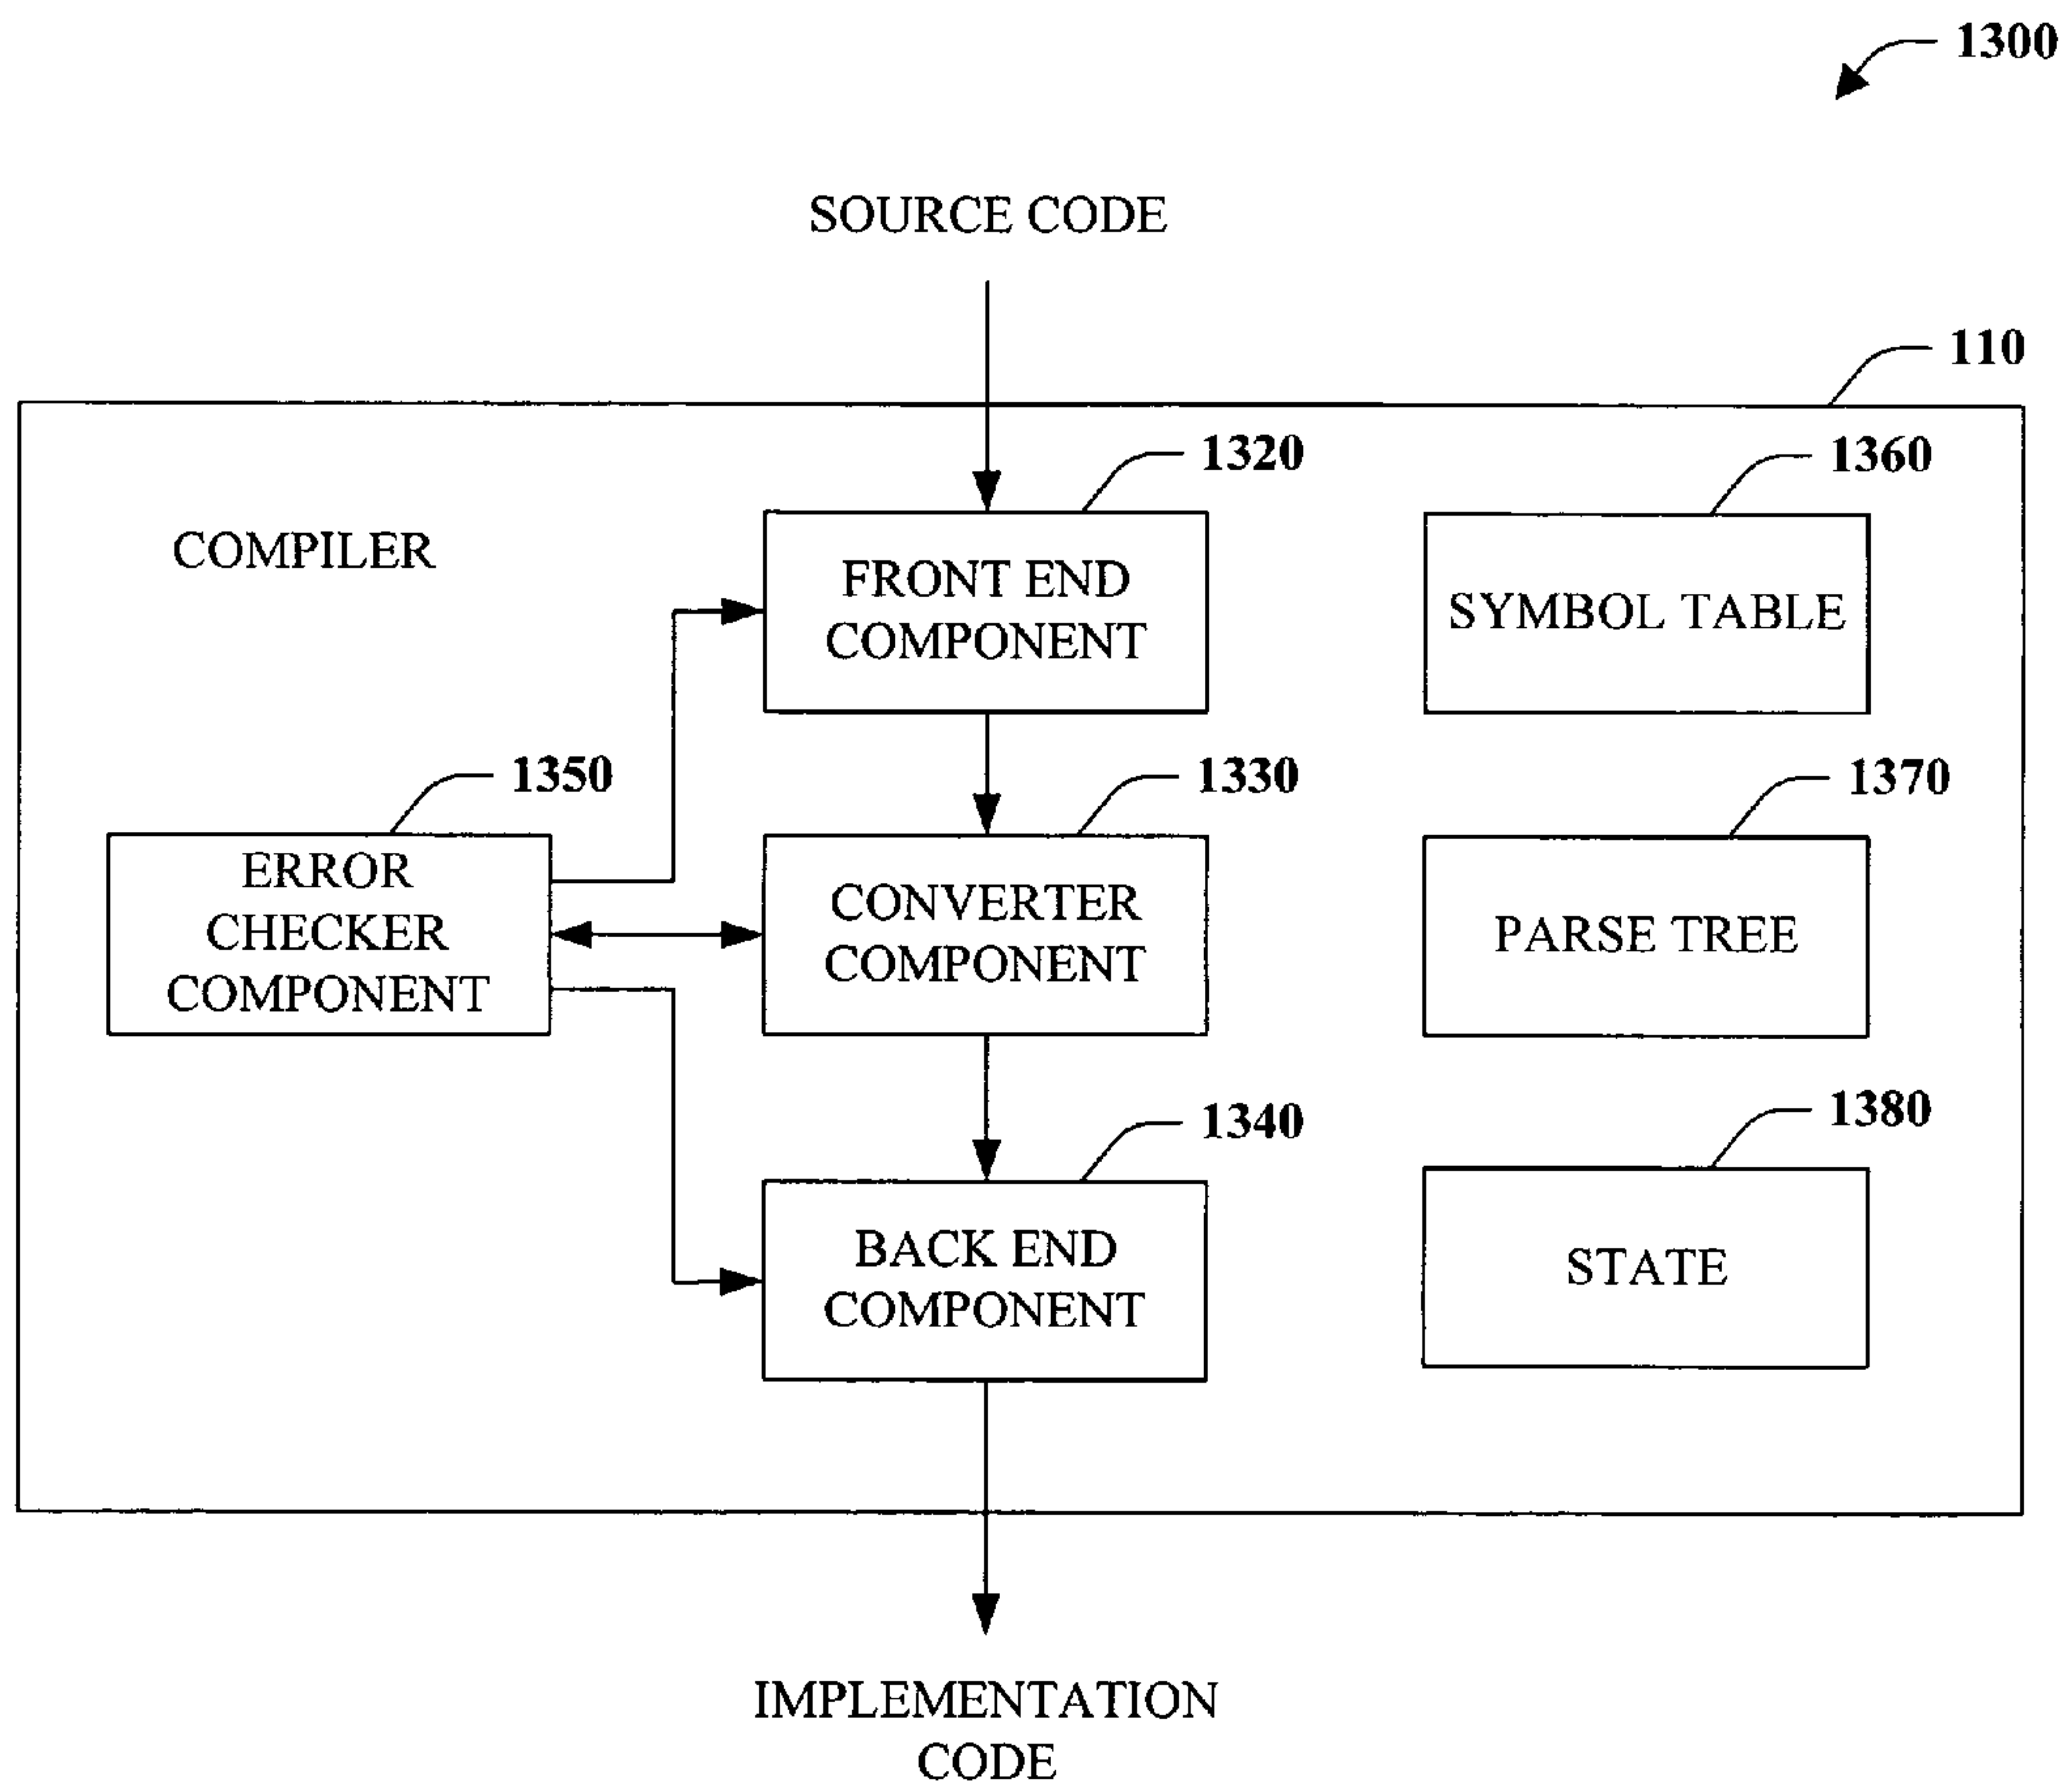 1300
SOURCE CODE
110
1320
1360
COMPILER
FRONT END
COMPONENT
SYMBOL TABLE
1350
1330
1370
ERROR
CHECKER
COMPONENT
CONVERTER
COMPONENT
PARSE TREE
1340
1380
BACK END
COMPONENT
STATE
IMPLEMENTATION
CODE